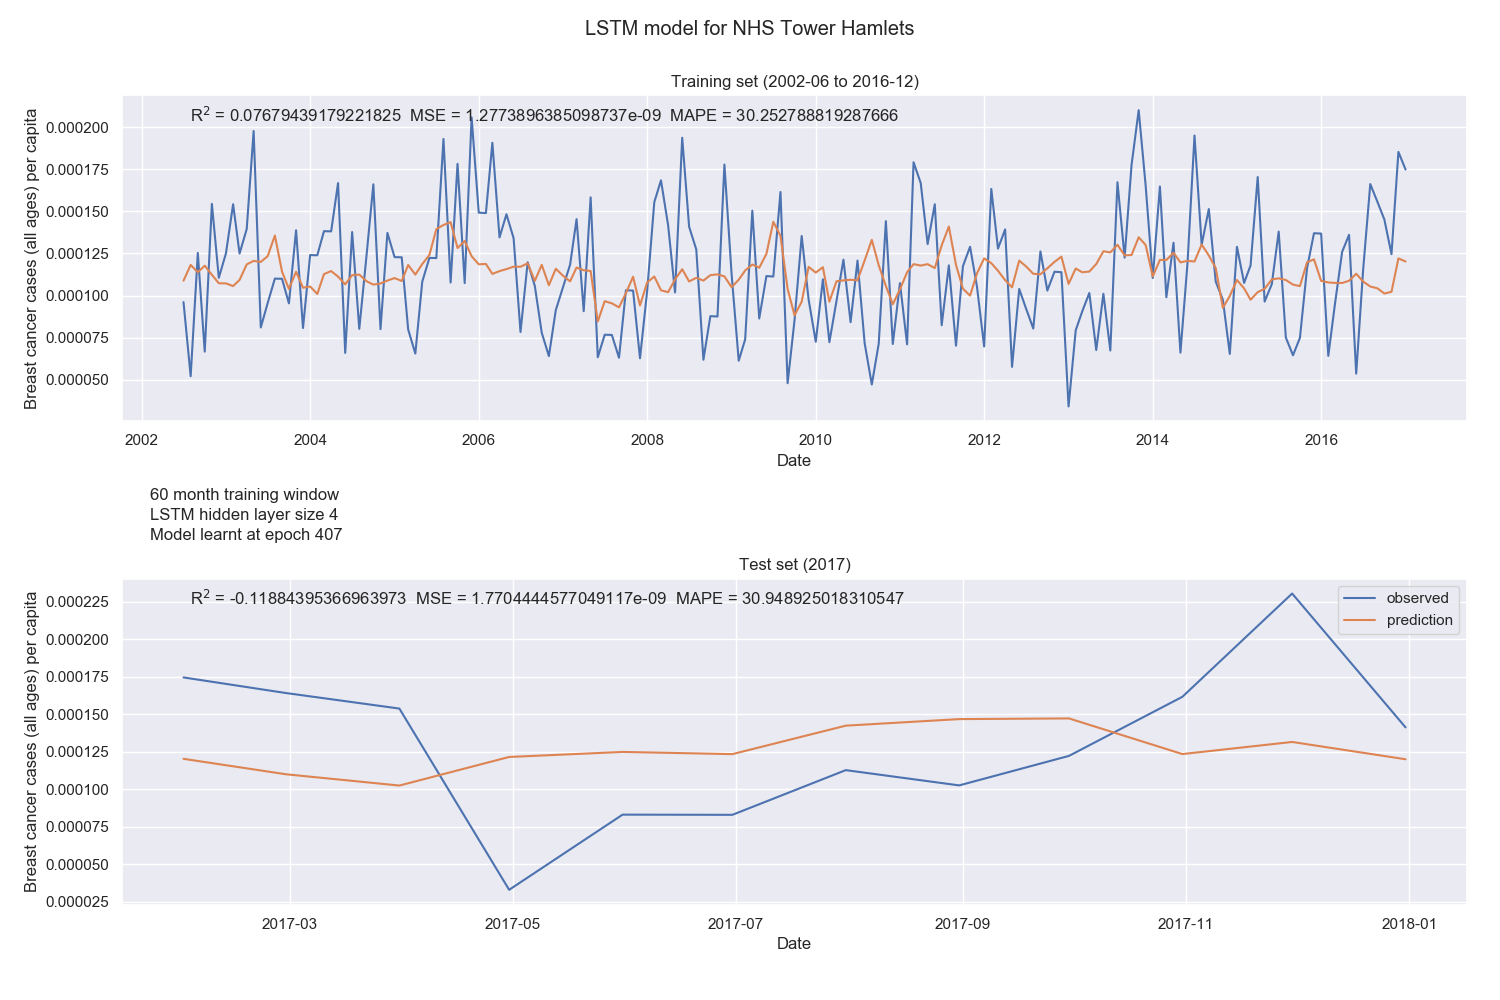 LSTM model for NHS Tower Hamlets
Training set (2002-06 to 2016-12)
R² = 0.07679439179221825 MSE = 1.2773896385098737e-09 MAPE = 30.252788819287666
Breast cancer cases (all ages) per capita
0.000200
0.000175
0.000150
0.000125
0.000100
0.000075
0.000050
2002 2004 2006 2008 2010 2012 2014 2016
Date
60 month training window
LSTM hidden layer size 4
Model learnt at epoch 407
Test set (2017)
R² = -0.11884395366963973 MSE = 1.7704444577049117e-09 MAPE = 30.948925018310547
observed
prediction
Breast cancer cases (all ages) per capita
0.000225
0.000200
0.000175
0.000150
0.000125
0.000100
0.000075
0.000050
0.000025
2017-03 2017-05 2017-07 2017-09 2017-11 2018-01
Date